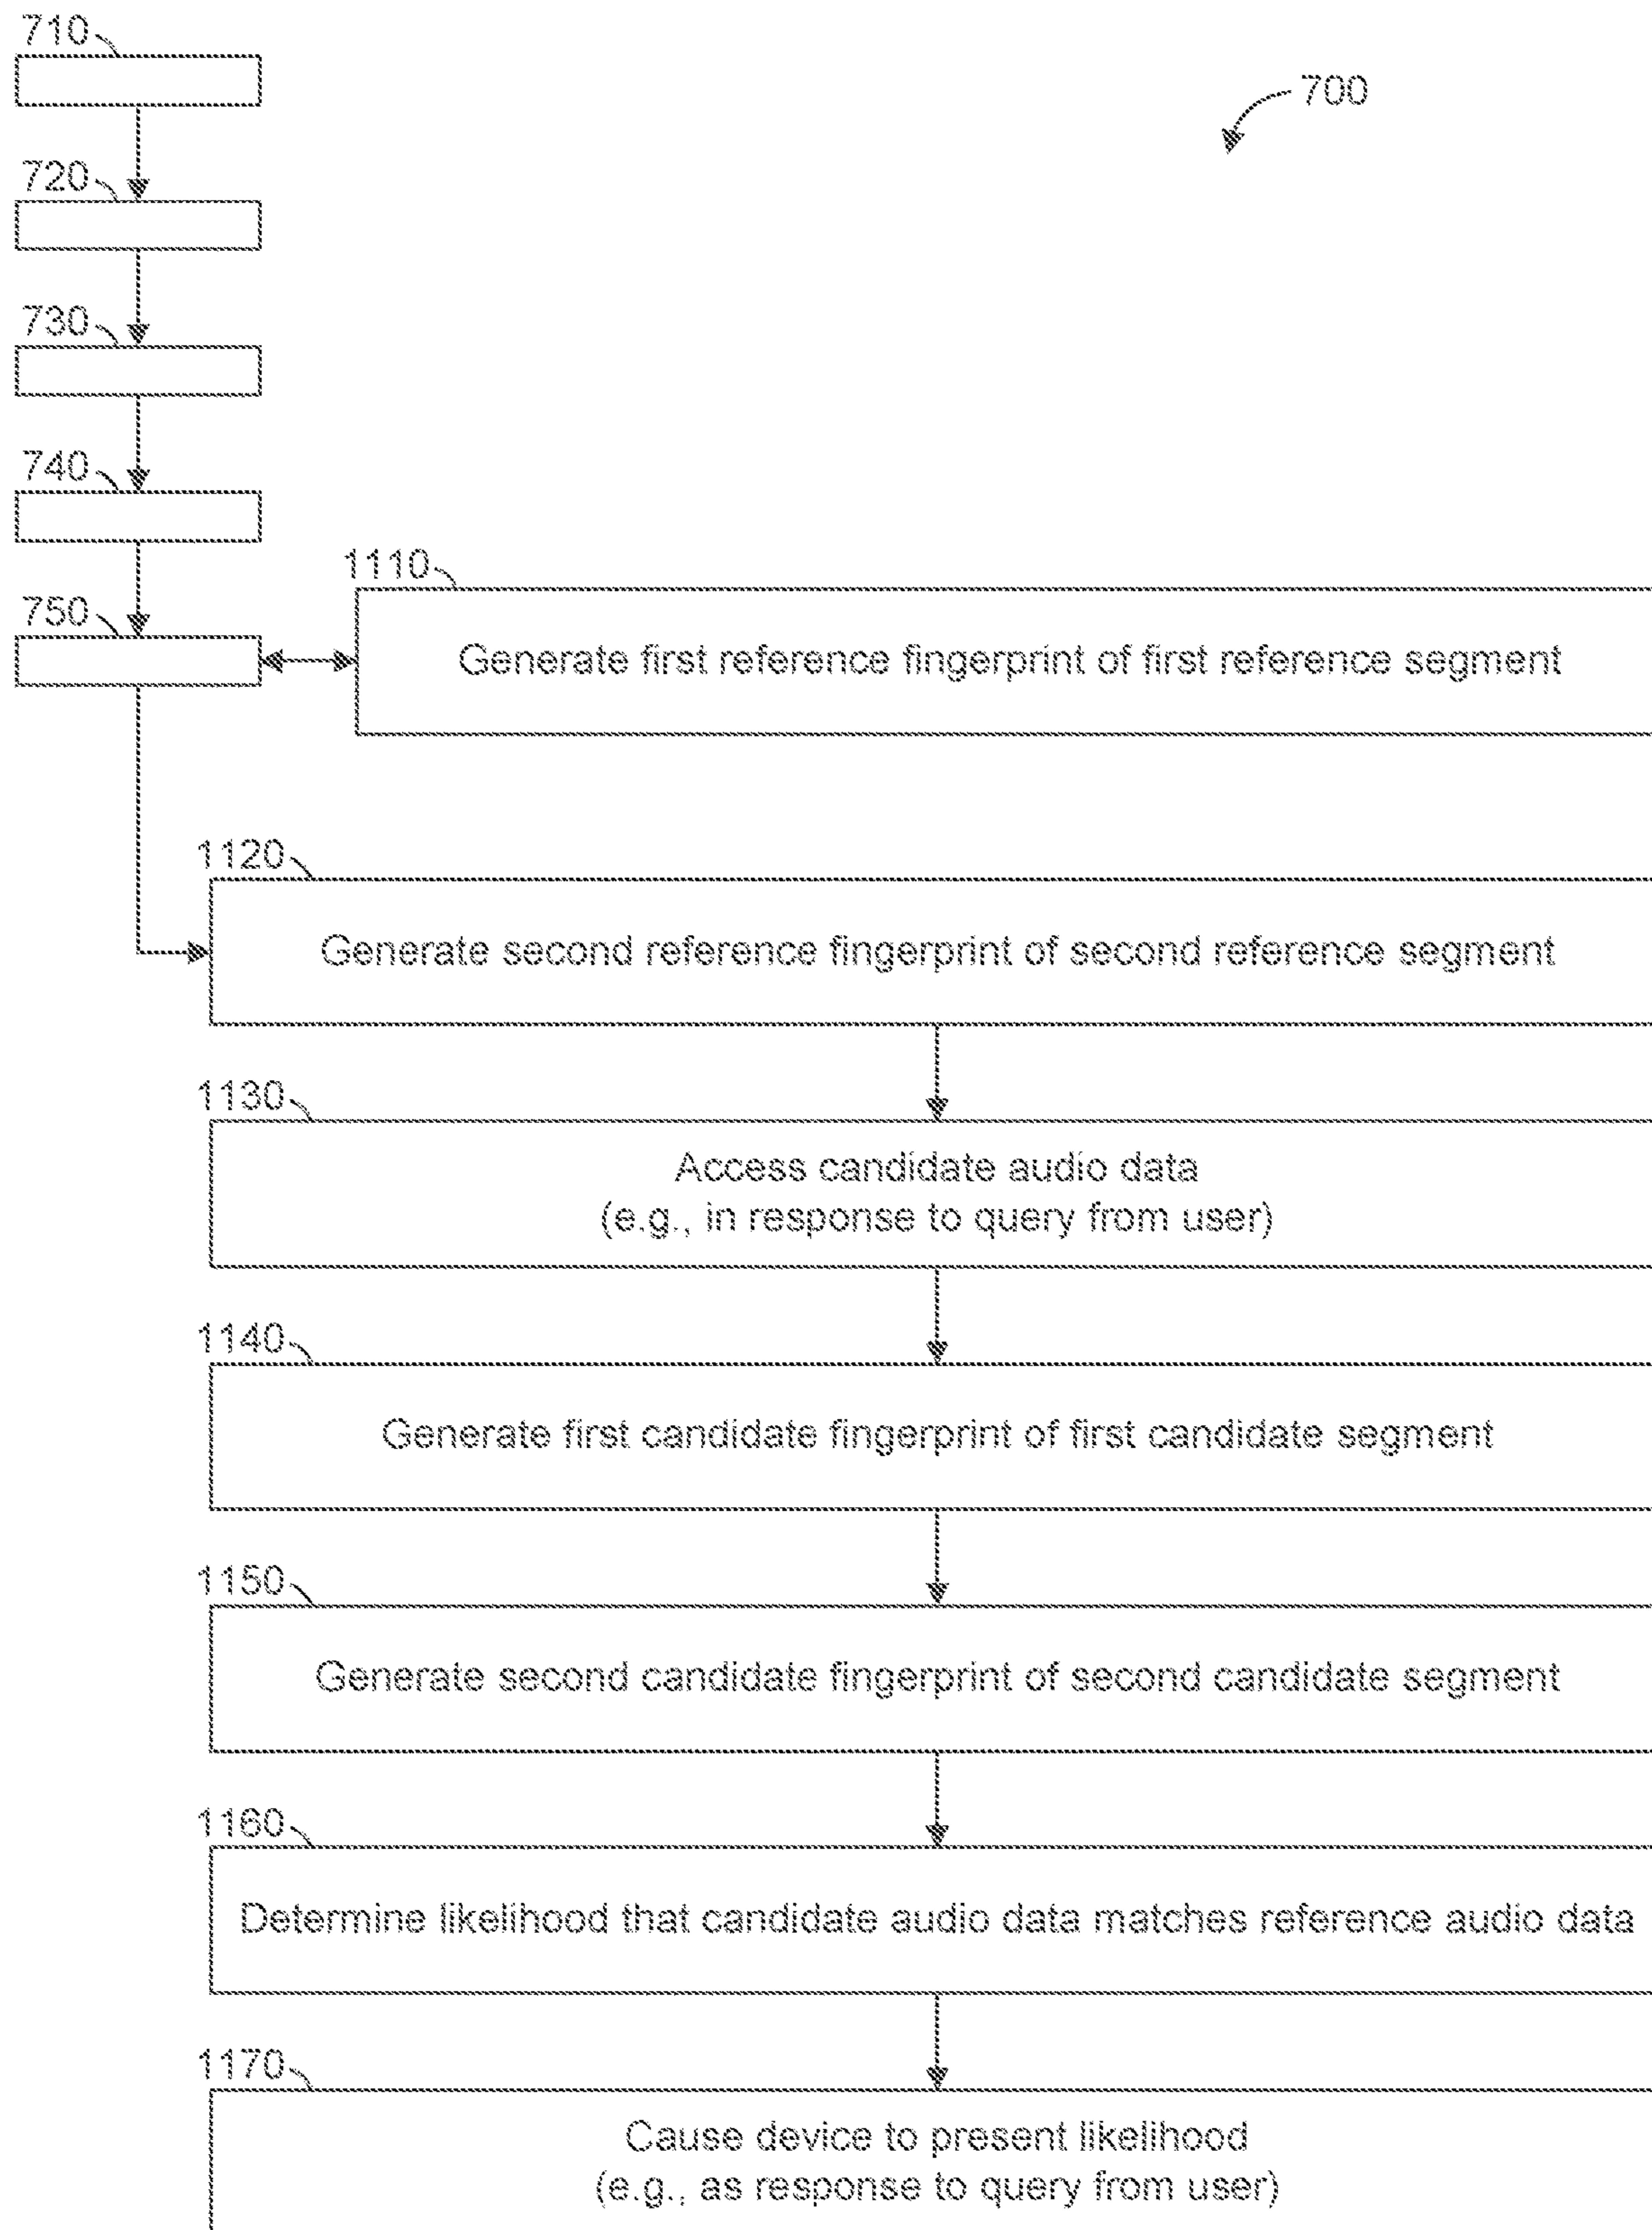 710
700
720
730
740
750
1110
Generate first reference fingerprint of first reference segment
1120
Generate second reference fingerprint of second reference segment
1130
Access candidate audio data
(e.g., in response to query from user)
1140
Generate first candidate fingerprint of first candidate segment
1150
Generate second candidate fingerprint of second candidate segment
1160
Determine likelihood that candidate audio data matches reference audio data
1170
Cause device to present likelihood
(e.g., as response to query from user)